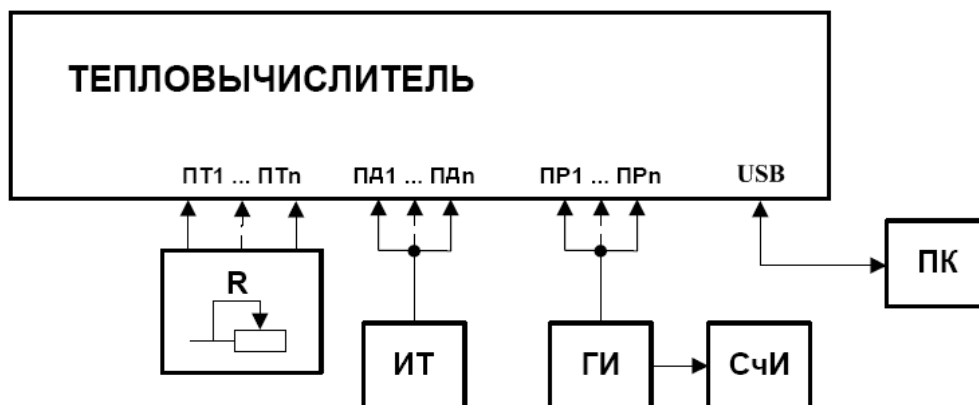 ТЕПЛОВЫЧИСЛИТЕЛЬ
ПТ1 ... ПТn ПД1 ... ПДn ПР1 ... ПРn USB
R
ПК
ИТ ГИ СчИ